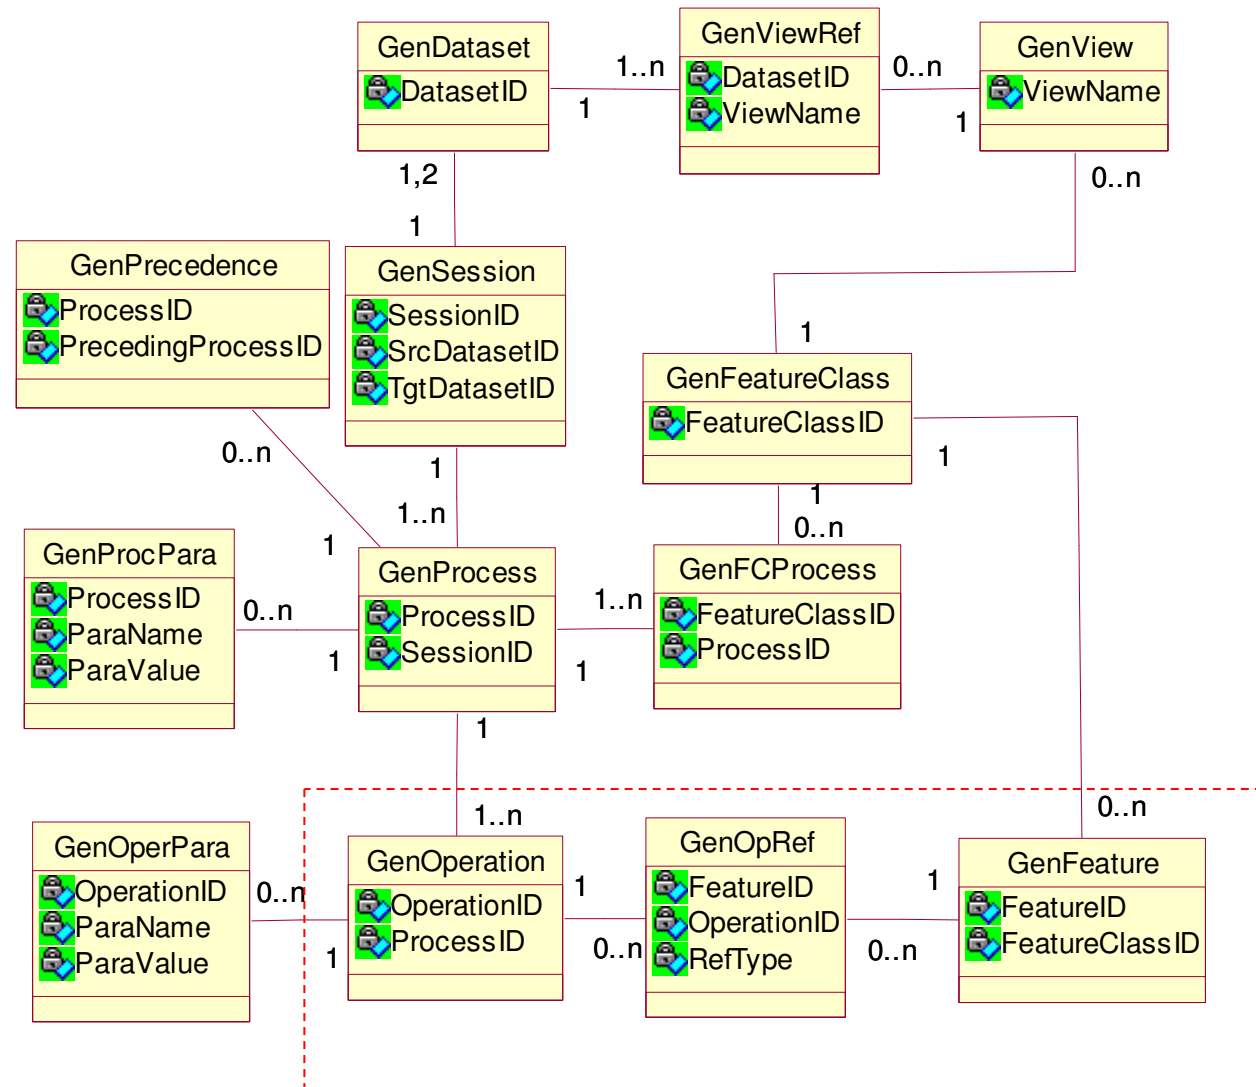 GenDataset
DatasetID
1..n
1
GenViewRef
DatasetID
ViewName
0..n
1
GenView
ViewName
1,2
1
0..n
GenPrecedence
ProcessID
PrecedingProcessID
GenSession
SessionID
SrcDatasetID
TgtDatasetID
1
GenFeatureClass
FeatureClassID
0..n
1
1
1..n
1
1
0..n
GenProcPara
ProcessID
ParaName
ParaValue
0..n
1
GenProcess
ProcessID
SessionID
1..n
1
GenFCProcess
FeatureClassID
ProcessID
1
1..n
0..n
GenOperPara
OperationID
ParaName
ParaValue
0..n
1
GenOperation
OperationID
ProcessID
1
0..n
GenOpRef
FeatureID
OperationID
RefType
1
0..n
GenFeature
FeatureID
FeatureClassID